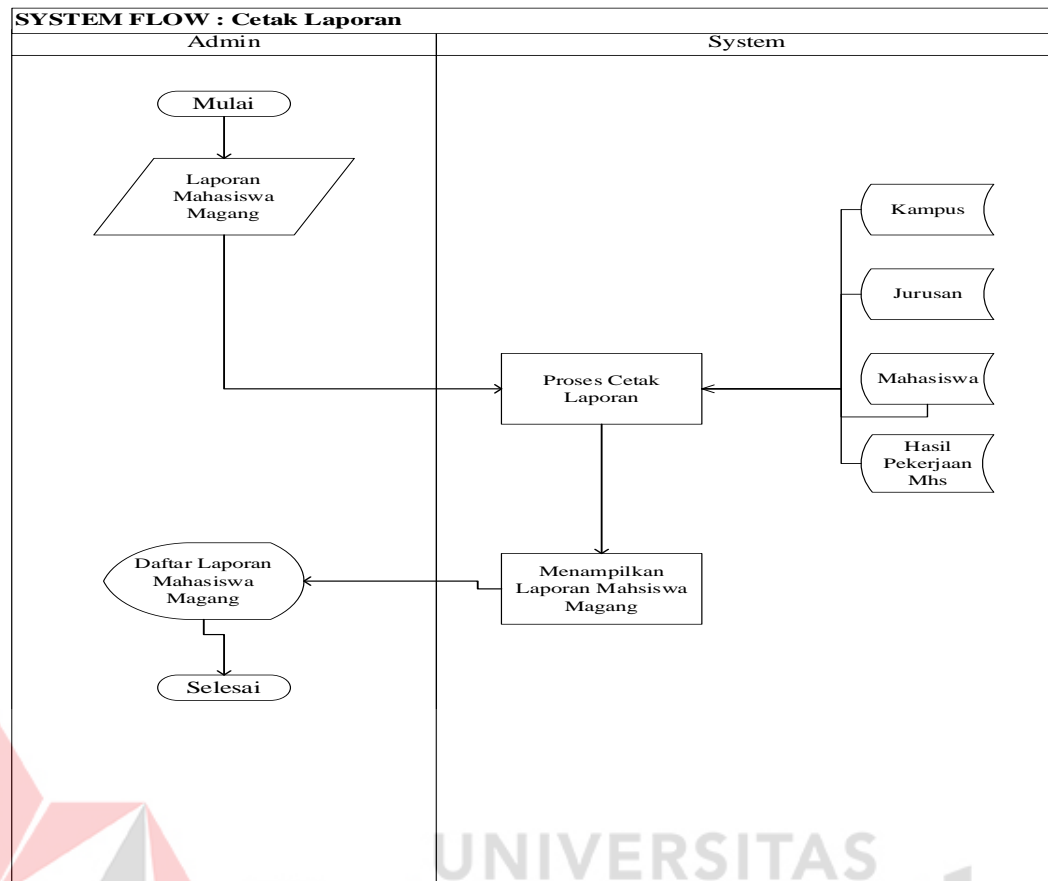 SYSTEM FLOW : Cetak Laporan
Admin
System
Mulai
Laporan
Mahasiswa
Magang
Kampus
Jurusan
Mahasiswa
Hasil
Pekerjaan
Mhs
Proses Cetak
Laporan
Menampilkan
Laporan Mahsiswa
Magang
Daftar Laporan
Mahasiswa
Magang
Selesai
UNIVERSITAS